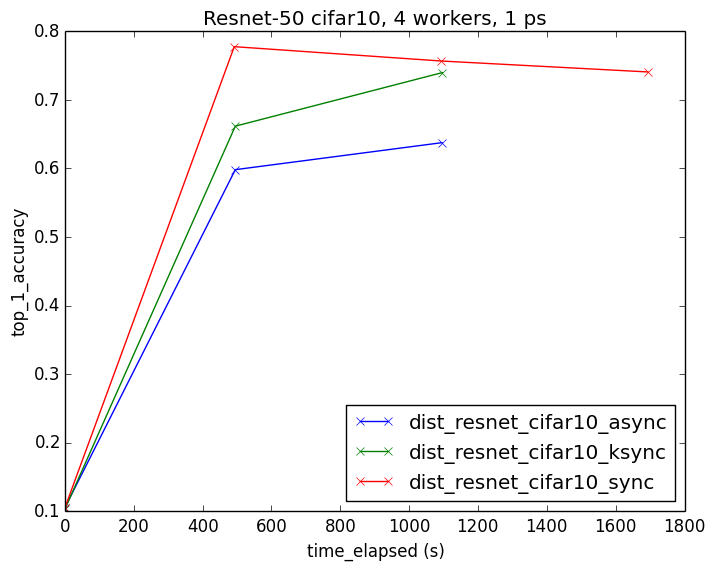 Resnet-50 cifar10, 4 workers, 1 ps
top_1_accuracy
0.8
0.7
0.6
0.5
0.4
0.3
0.2
0.1
dist_resnet_cifar10_async
dist_resnet_cifar10_ksync
dist_resnet_cifar10_sync
0 200 400 600 800 1000 1200 1400 1600 1800
time_elapsed (s)